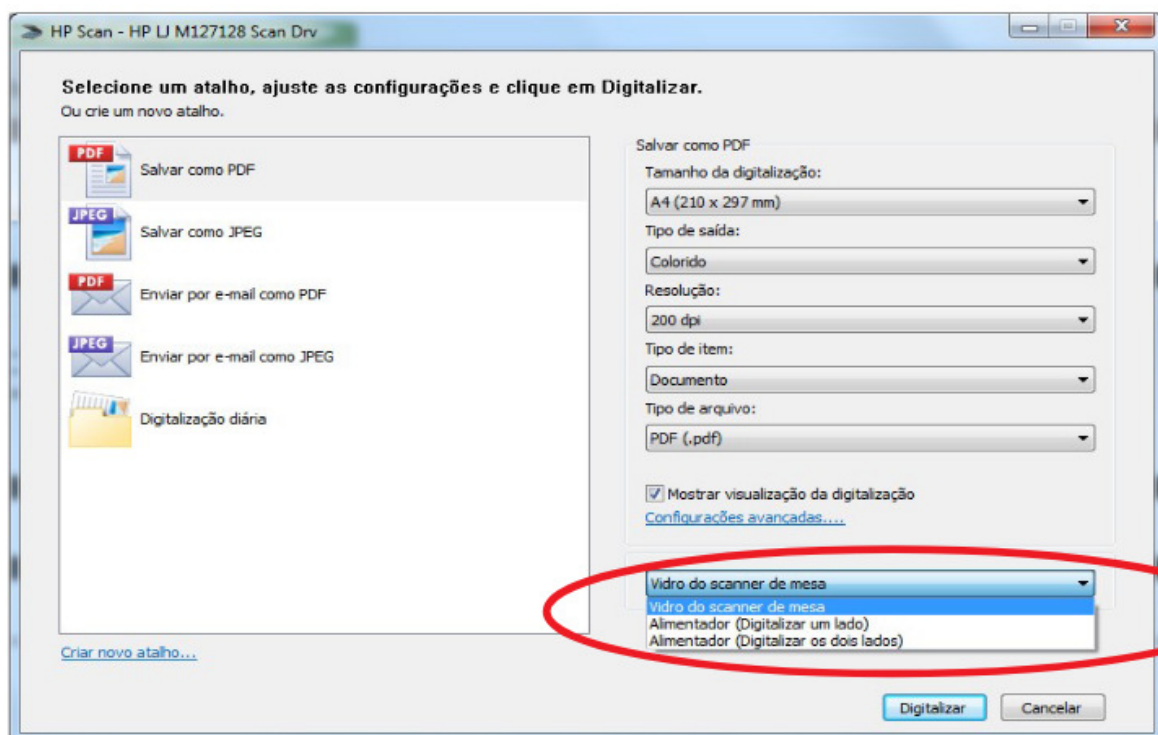 HP Scan - HP LJ M127128 Scan Drv
Selecione um atalho, ajuste as configurações e clique em Digitalizar.
Ou crie um novo atalho.
PDF
Salvar como PDF
JPEG
Salvar como JPEG
PDF
Enviar por e-mail como PDF
JPEG
Enviar por e-mail como JPEG
Digitalização diária
Criar novo atalho...
Salvar como PDF
Tamanho da digitalização:
A4 (210 x 297 mm)
Tipo de saída:
Colorido
Resolução:
200 dpi
Tipo de item:
Documento
Tipo de arquivo:
PDF (.pdf)
Mostrar visualização da digitalização
Configurações avançadas....
Vidro do scanner de mesa
Vidro do scanner de mesa
Alimentador (Digitalizar um lado)
Alimentador (Digitalizar os dois lados)
Digitalizar
Cancelar